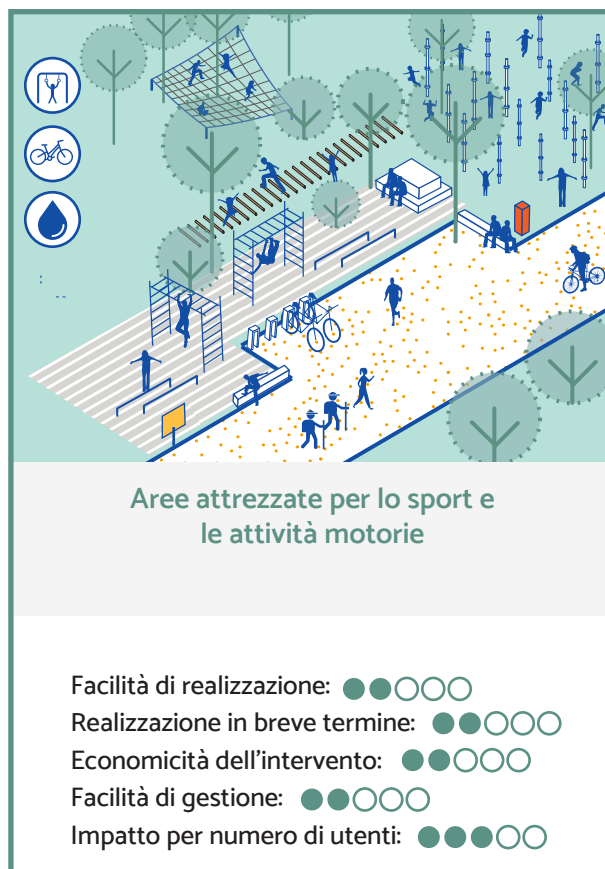 Aree attrezzate per lo sport e
le attività motorie
Facilità di realizzazione:
Realizzazione in breve termine:
Economicità dell'intervento:
Facilità di gestione:
Impatto per numero di utenti: